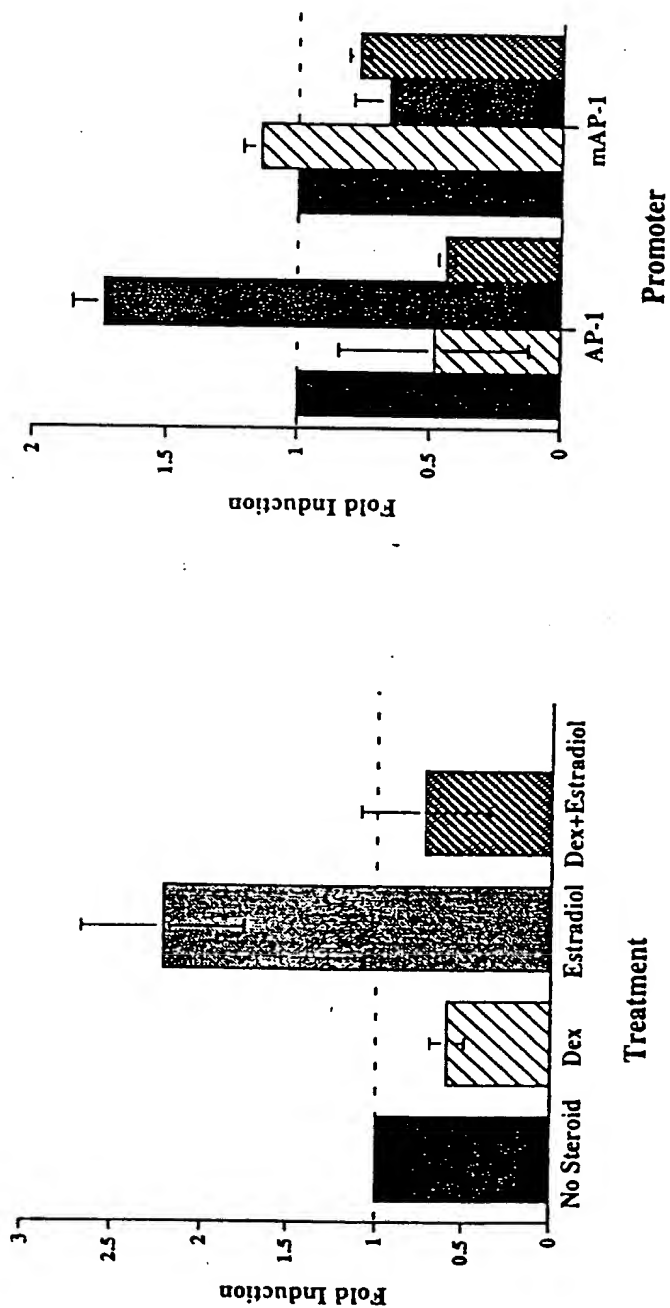 Fold Induction
3
2.5
2
1.5
1
0.5
0
No Steroid Dex Estradiol Dex+Estradiol
Treatment
Fold Induction
2
1.5
1
0.5
0
AP-1 mAP-1
Promoter